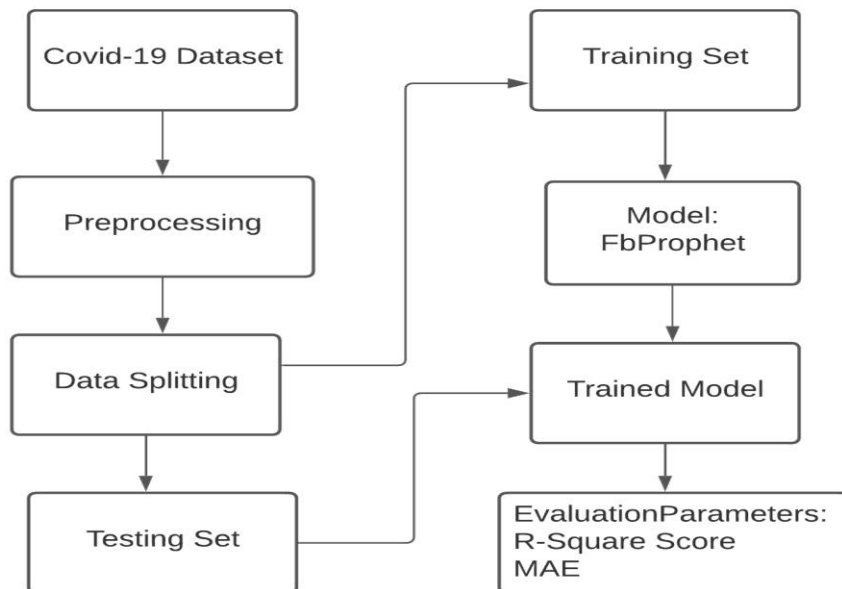 Covid-19 Dataset
Preprocessing
Data Splitting
Testing Set
Training Set
Model:
FbProphet
Trained Model
EvaluationParameters:
R-Square Score
MAE